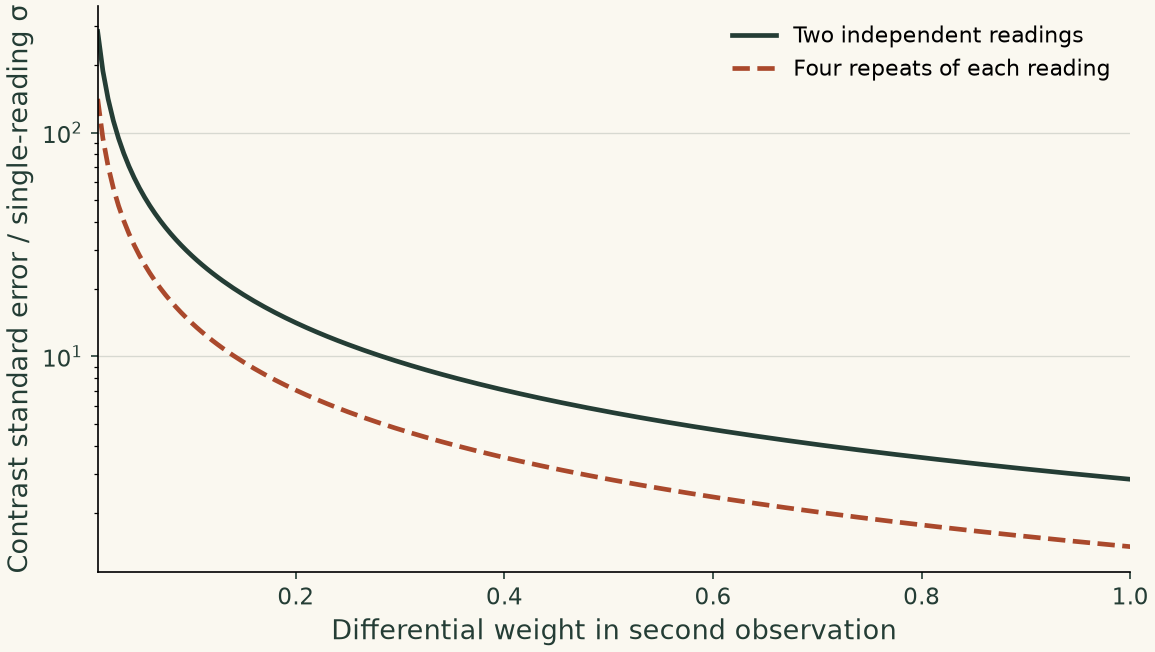 Contrast standard error / single-reading σ
10²
10¹
Two independent readings
Four repeats of each reading
0.2 0.4 0.6 0.8 1.0
Differential weight in second observation